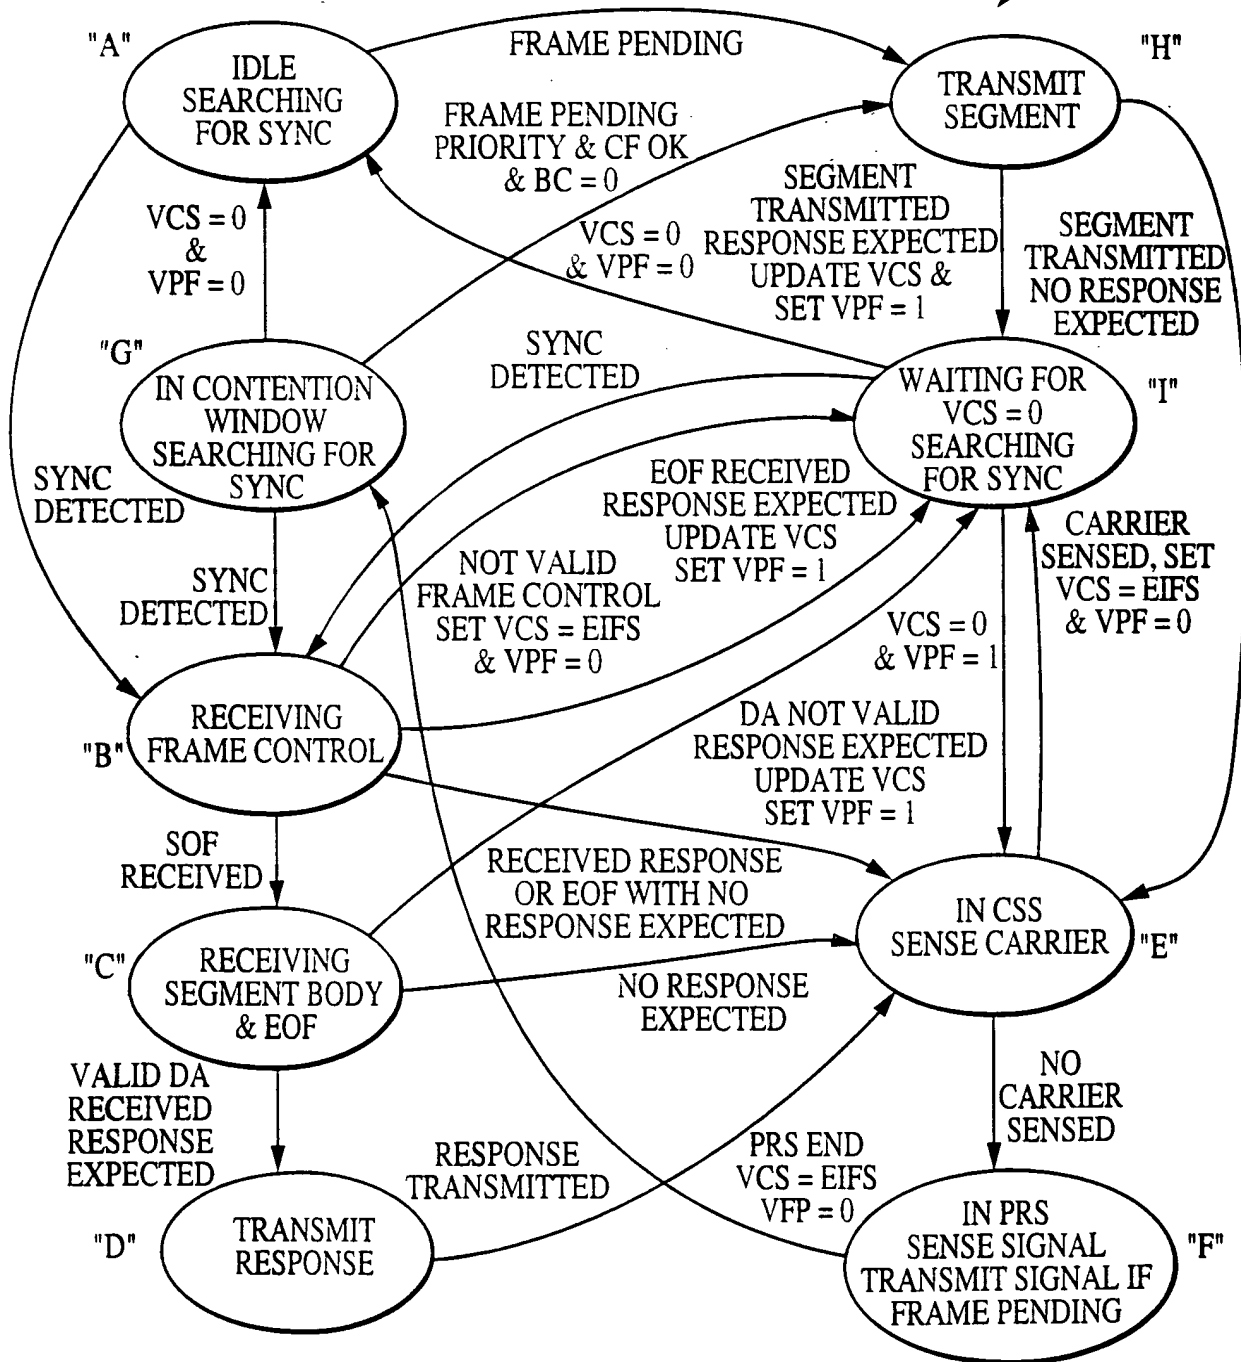 "A"
IDLE
SEARCHING
FOR SYNC
FRAME PENDING
"H"
TRANSMIT
SEGMENT
FRAME PENDING
PRIORITY & CF OK
& BC = 0
VCS = 0
&
VPF = 0
VCS = 0
& VPF = 0
SEGMENT
TRANSMITTED
RESPONSE EXPECTED
UPDATE VCS &
SET VPF = 1
SEGMENT
TRANSMITTED
NO RESPONSE
EXPECTED
"G"
IN CONTENTION
WINDOW
SEARCHING FOR
SYNC
SYNC
DETECTED
WAITING FOR
VCS = 0
SEARCHING
FOR SYNC
"I"
SYNC
DETECTED
SYNC
DETECTED
NOT VALID
FRAME CONTROL
SET VCS = EIFS
& VPF = 0
EOF RECEIVED
RESPONSE EXPECTED
UPDATE VCS
SET VPF = 1
CARRIER
SENSED, SET
VCS = EIFS
& VPF = 0
VCS = 0
& VPF = 1
"B"
RECEIVING
FRAME CONTROL
DA NOT VALID
RESPONSE EXPECTED
UPDATE VCS
SET VPF = 1
SOF
RECEIVED
RECEIVED RESPONSE
OR EOF WITH NO
RESPONSE EXPECTED
IN CSS
SENSE CARRIER
"E"
"C"
RECEIVING
SEGMENT BODY
& EOF
NO RESPONSE
EXPECTED
VALID DA
RECEIVED
RESPONSE
EXPECTED
NO
CARRIER
SENSED
RESPONSE
TRANSMITTED
PRS END
VCS = EIFS
VFP = 0
"D"
TRANSMIT
RESPONSE
IN PRS
SENSE SIGNAL
TRANSMIT SIGNAL IF
FRAME PENDING
"F"